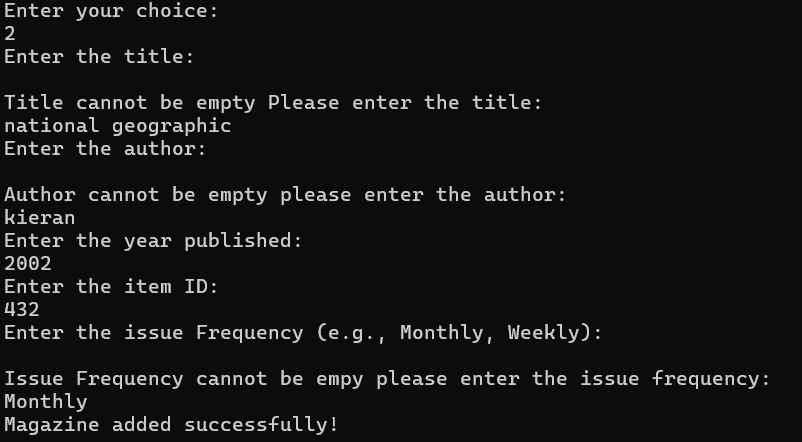 Enter your choice:
2
Enter the title:
Title cannot be empty Please enter the title:
national geographic
Enter the author:
Author cannot be empty please enter the author:
kieran
Enter the year published:
2002
Enter the item ID:
432
Enter the issue Frequency (e.g., Monthly, Weekly):
Issue Frequency cannot be empy please enter the issue frequency:
Monthly
Magazine added successfully!